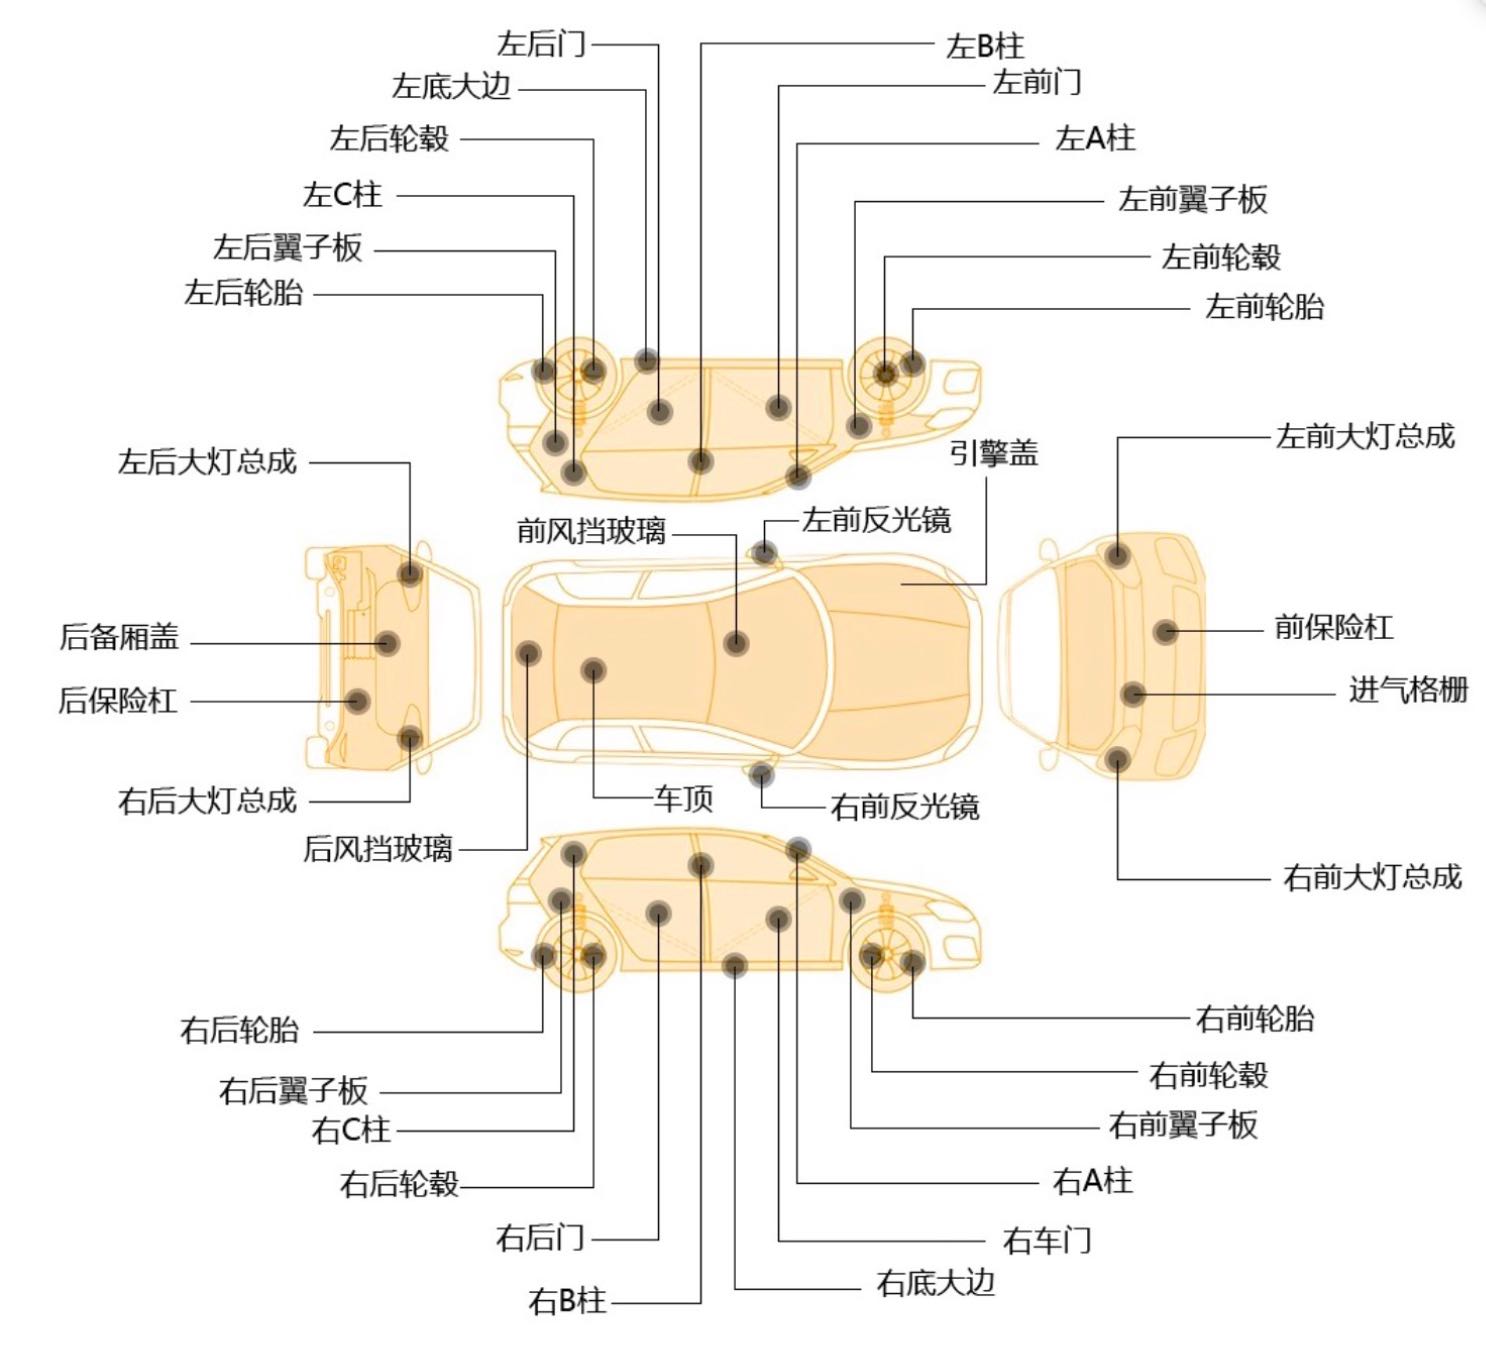 左后门
左B柱
左底大边
左前门
左后轮毂
左A柱
左C柱
左前翼子板
左后翼子板
左前轮毂
左后轮胎
左前轮胎
左后大灯总成
引擎盖
左前大灯总成
前风挡玻璃
左前反光镜
后备厢盖
前保险杠
后保险杠
进气格栅
右后大灯总成
车顶
右前反光镜
后风挡玻璃
右前大灯总成
右后轮胎
右前轮胎
右后翼子板
右前轮毂
右C柱
右前翼子板
右后轮毂
右A柱
右后门
右车门
右B柱
右底大边